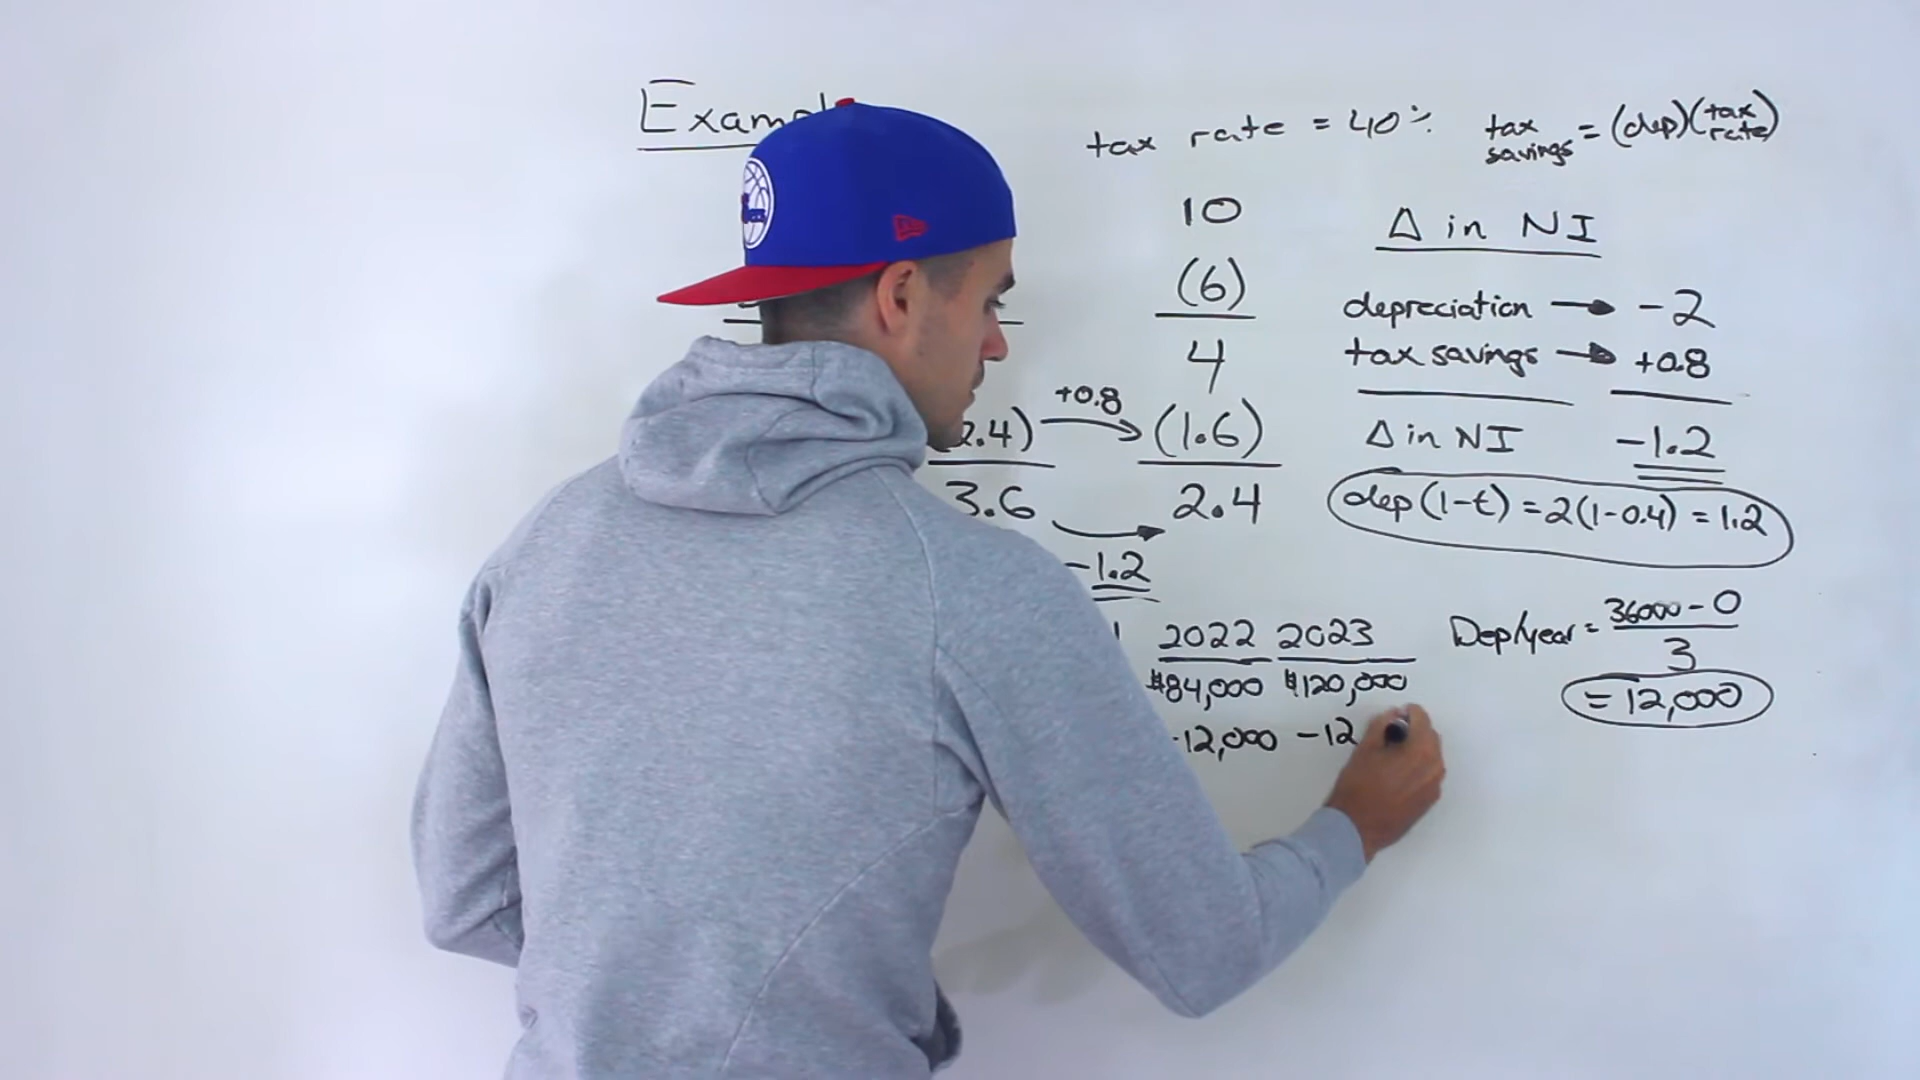 tax rate = 40%
tax savings = (dep)(tax rate)
10
(6)
4
+0.8
2.4) (1.6)
3.6 2.4
-1.2
Δ in NI
depreciation → -2
tax savings → +0.8
Δ in NI -1.2
dep(1-t) = 2(1-0.4) = 1.2
2022 2023
$84,000 $120,000
-12,000 -12
Dep/year = 36000 - 0
3
= 12,000